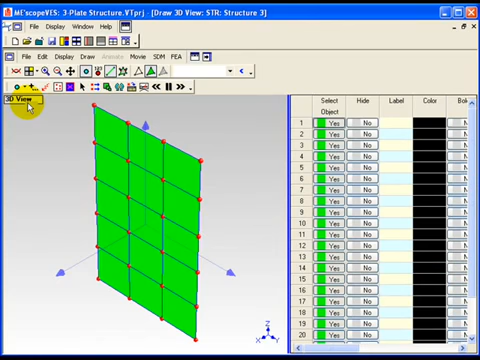 ME'scopeVES: 3-Plate Structure.VTprj - [Draw 3D View: STR: Structure 3]
File Edit Display Window Help
File Edit Display Draw Animate Movie SDM FEA
3D View
Select Object Hide Label Color
1 Yes No
2 Yes No
3 Yes No
4 Yes No
5 Yes No
6 Yes No
7 Yes No
8 Yes No
9 Yes No
10 Yes No
11 Yes No
12 Yes No
13 Yes No
14 Yes No
15 Yes No
16 Yes No
17 Yes No
18 Yes No
19 Yes No
20 Yes No
Z
X Y